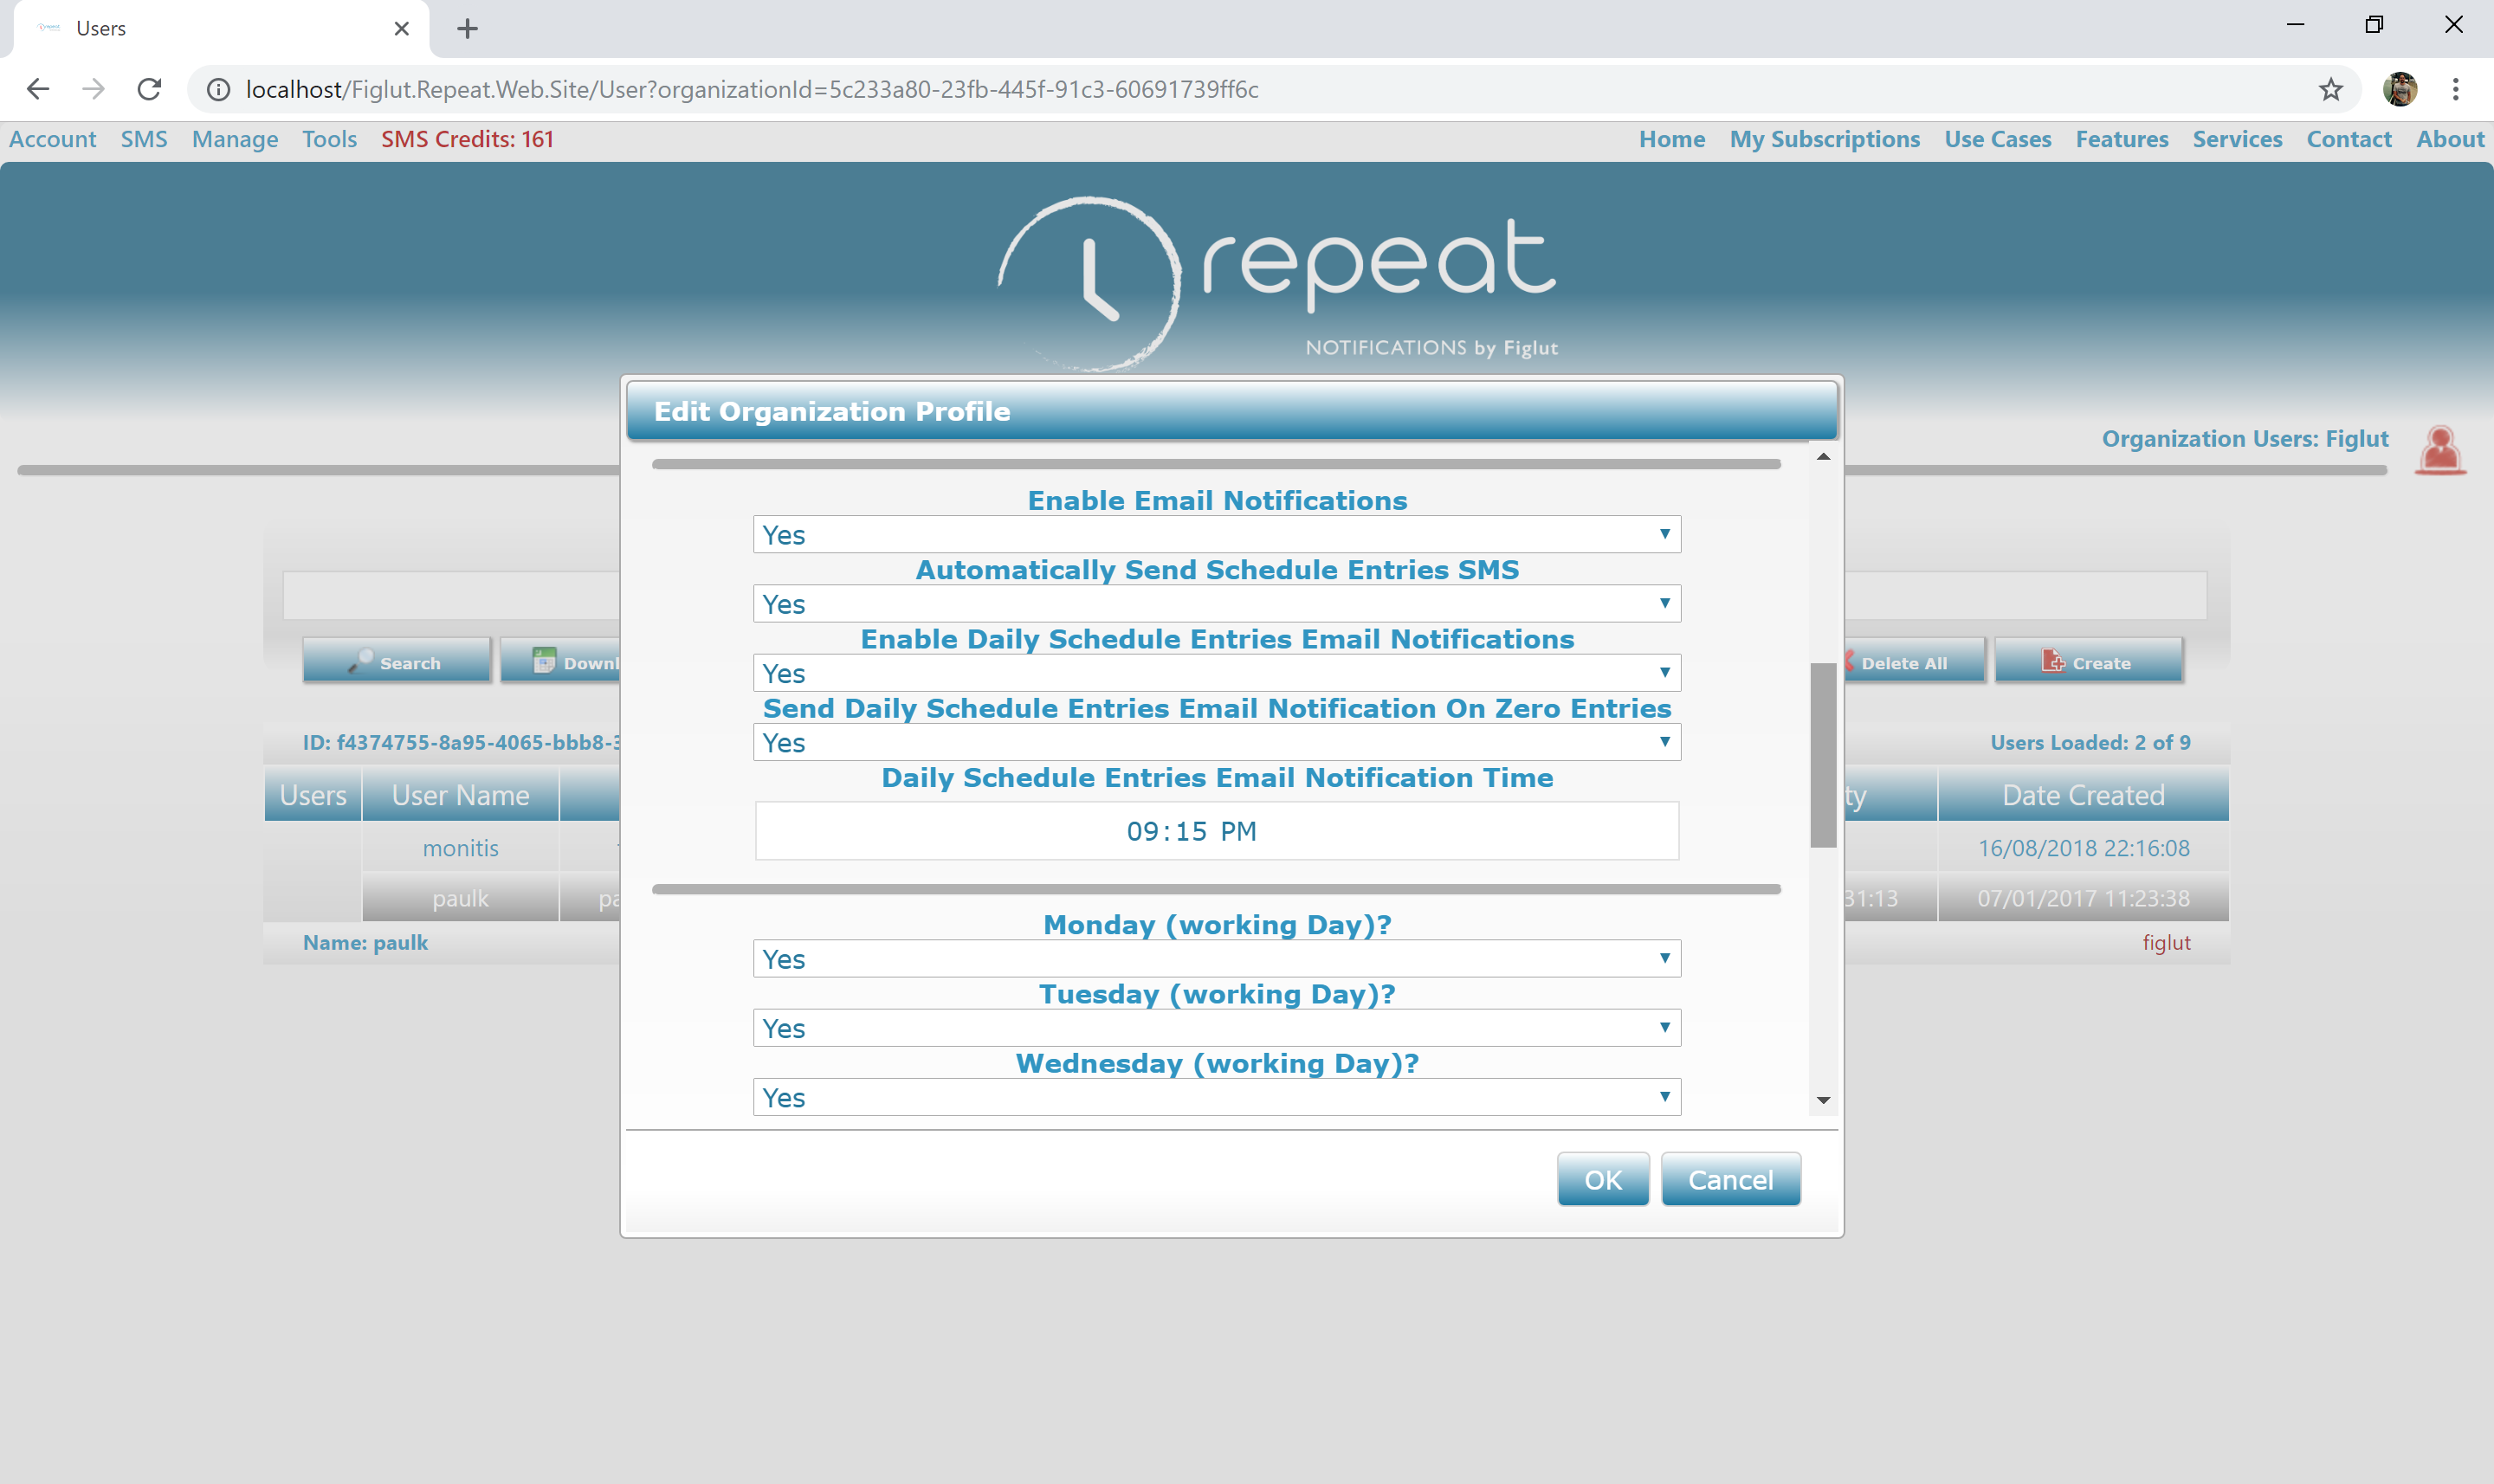 Users
localhost/Figlut.Repeat.Web.Site/User?organizationId=5c233a80-23fb-445f-91c3-60691739ff6c
Account SMS Manage Tools SMS Credits: 161 Home My Subscriptions Use Cases Features Services Contact About
repeat
NOTIFICATIONS by Figlut
Edit Organization Profile
Organization Users: Figlut
Enable Email Notifications
Yes
Automatically Send Schedule Entries SMS
Yes
Enable Daily Schedule Entries Email Notifications
Yes
Search Downl Delete All Create
Send Daily Schedule Entries Email Notification On Zero Entries
Yes
ID: f4374755-8a95-4065-bbb8- Users Loaded: 2 of 9
Daily Schedule Entries Email Notification Time
Users User Name ty Date Created
09:15 PM
monitis 16/08/2018 22:16:08
paulk pa 31:13 07/01/2017 11:23:38
Monday (working Day)?
Name: paulk figlut
Yes
Tuesday (working Day)?
Yes
Wednesday (working Day)?
Yes
OK Cancel